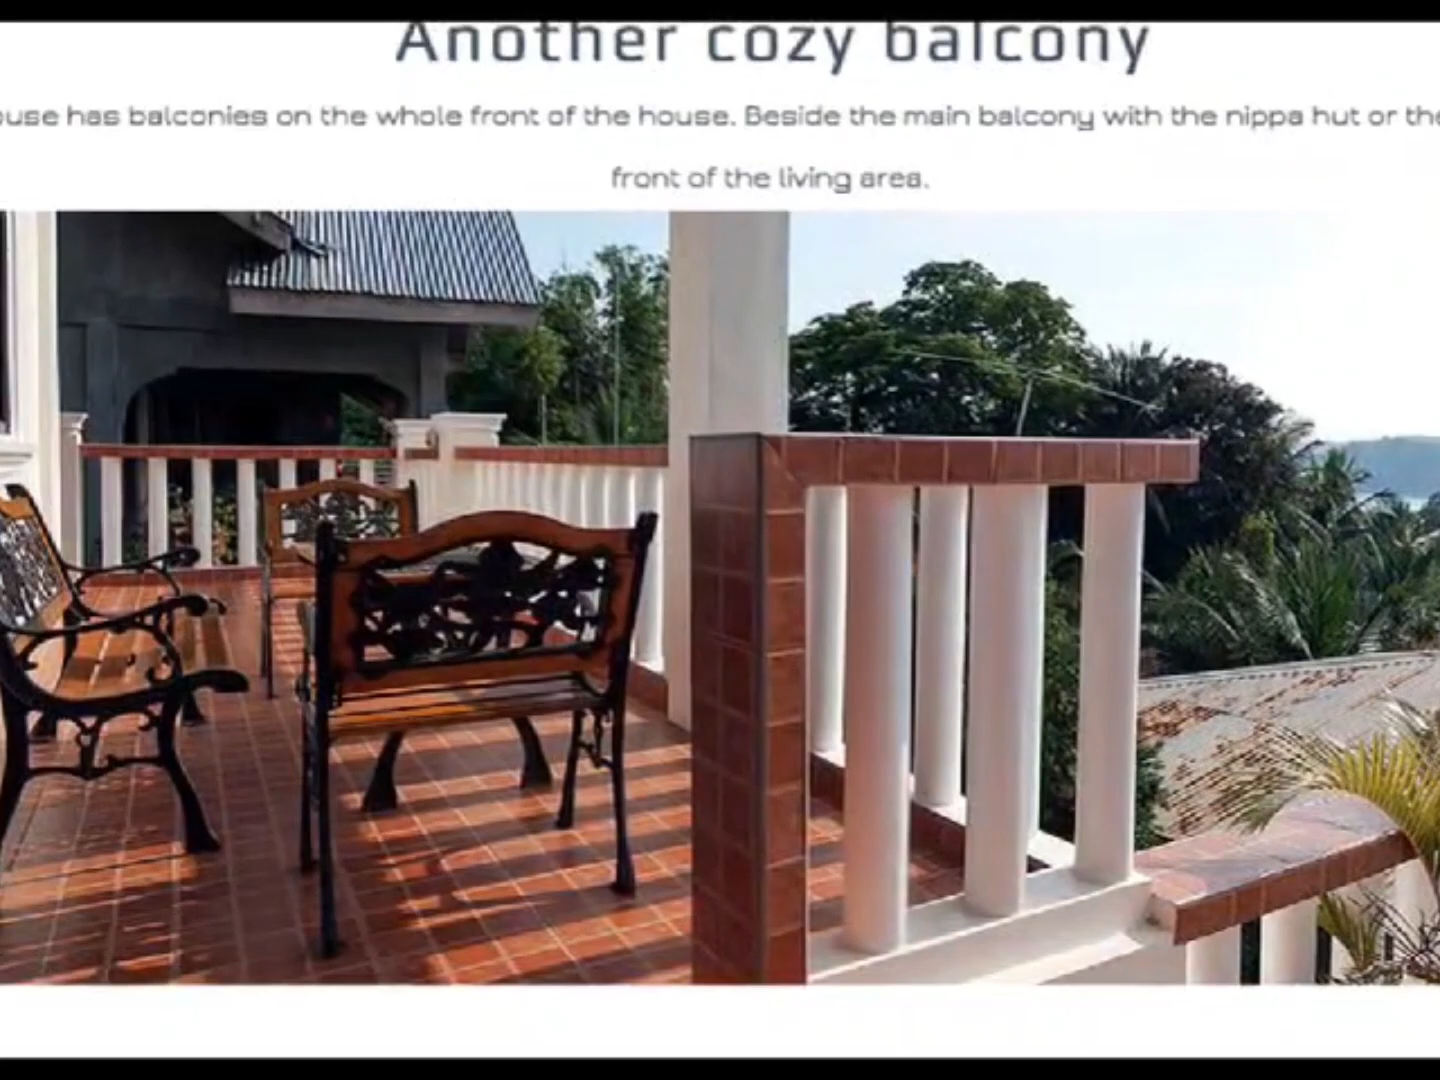 Another cozy balcony
ouse has balconies on the whole front of the house. Beside the main balcony with the nippa hut or the
front of the living area.